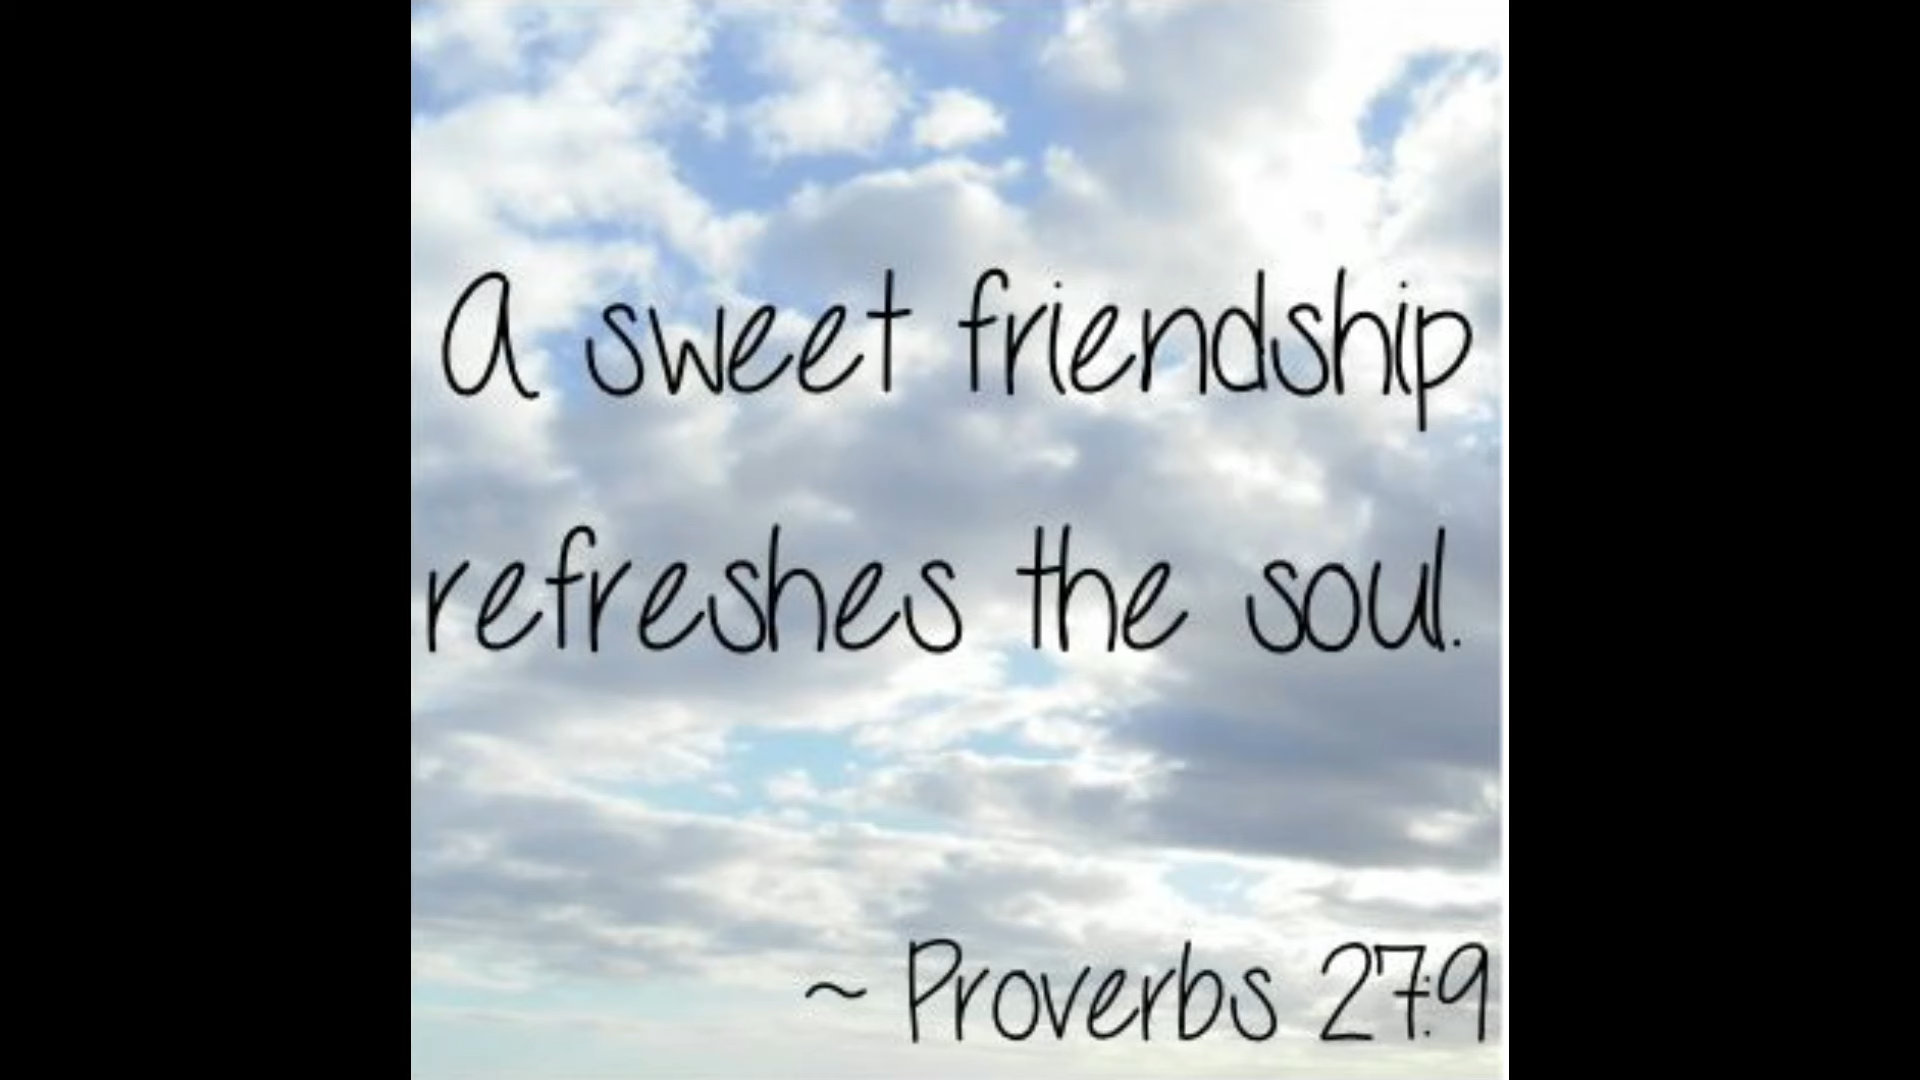 A sweet friendship
refreshes the soul.
~ Proverbs 27:9